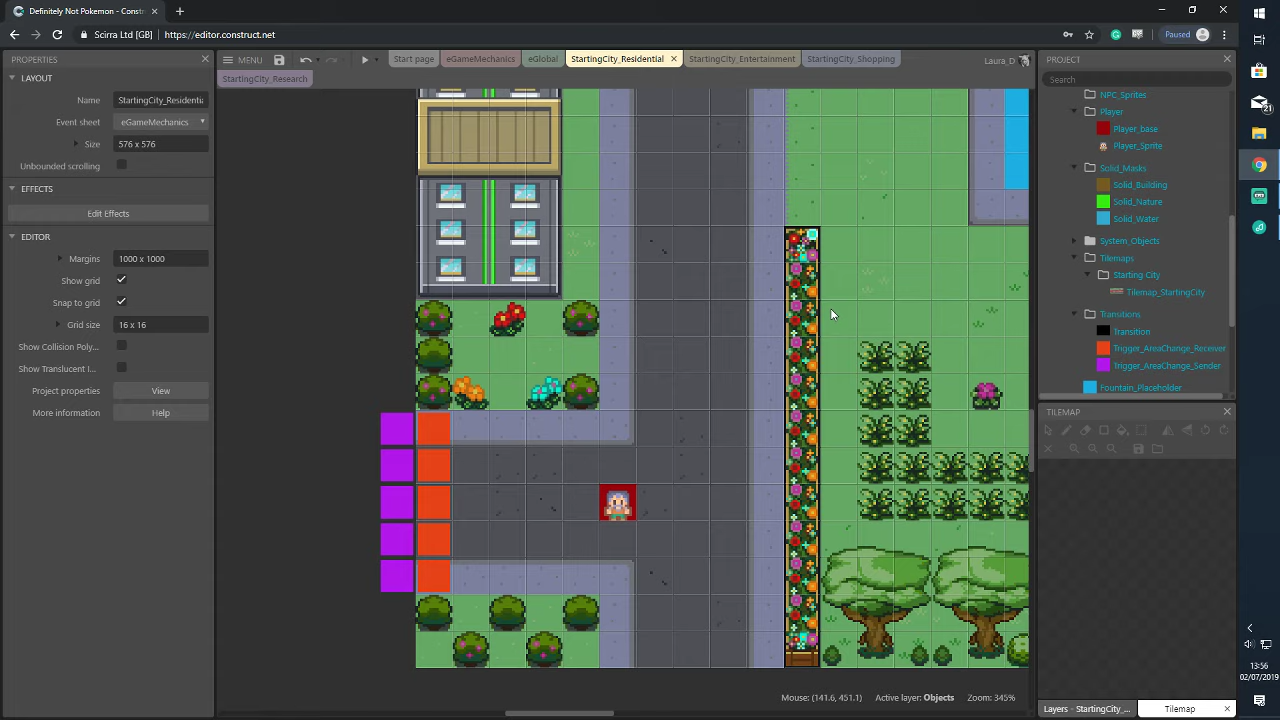 Definitely Not Pokemon - Constr
Scirra Ltd [GB] | https://editor.construct.net
Paused
PROPERTIES
LAYOUT
Name StartingCity_Residentia
Event sheet eGameMechanics
Size 576 x 576
Unbounded scrolling
EFFECTS
Edit Effects
EDITOR
Margins 1000 x 1000
Show grid
Snap to grid
Grid size 16 x 16
Show Collision Poly...
Show Translucent I...
Project properties View
More information Help
MENU
Start page
eGameMechanics
eGlobal
StartingCity_Residential
StartingCity_Entertainment
StartingCity_Shopping
Laura_D
StartingCity_Research
PROJECT
Search
NPC_Sprites
Player
Player_base
Player_Sprite
Solid_Masks
Solid_Building
Solid_Nature
Solid_Water
System_Objects
Tilemaps
Starting City
Tilemap_StartingCity
Transitions
Transition
Trigger_AreaChange_Receiver
Trigger_AreaChange_Sender
Fountain_Placeholder
TILEMAP
Mouse: (141.6, 451.1) Active layer: Objects Zoom: 345%
Layers - StartingCity_... Tilemap
13:56
02/07/2019